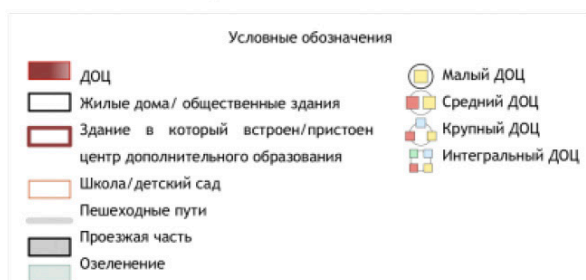 Условные обозначения
ДОЦ
Жилые дома/ общественные здания
Здание в который встроен/пристоен
центр дополнительного образования
Школа/детский сад
Пешеходные пути
Проезжая часть
Озеленение
Малый ДОЦ
Средний ДОЦ
Крупный ДОЦ
Интегральный ДОЦ